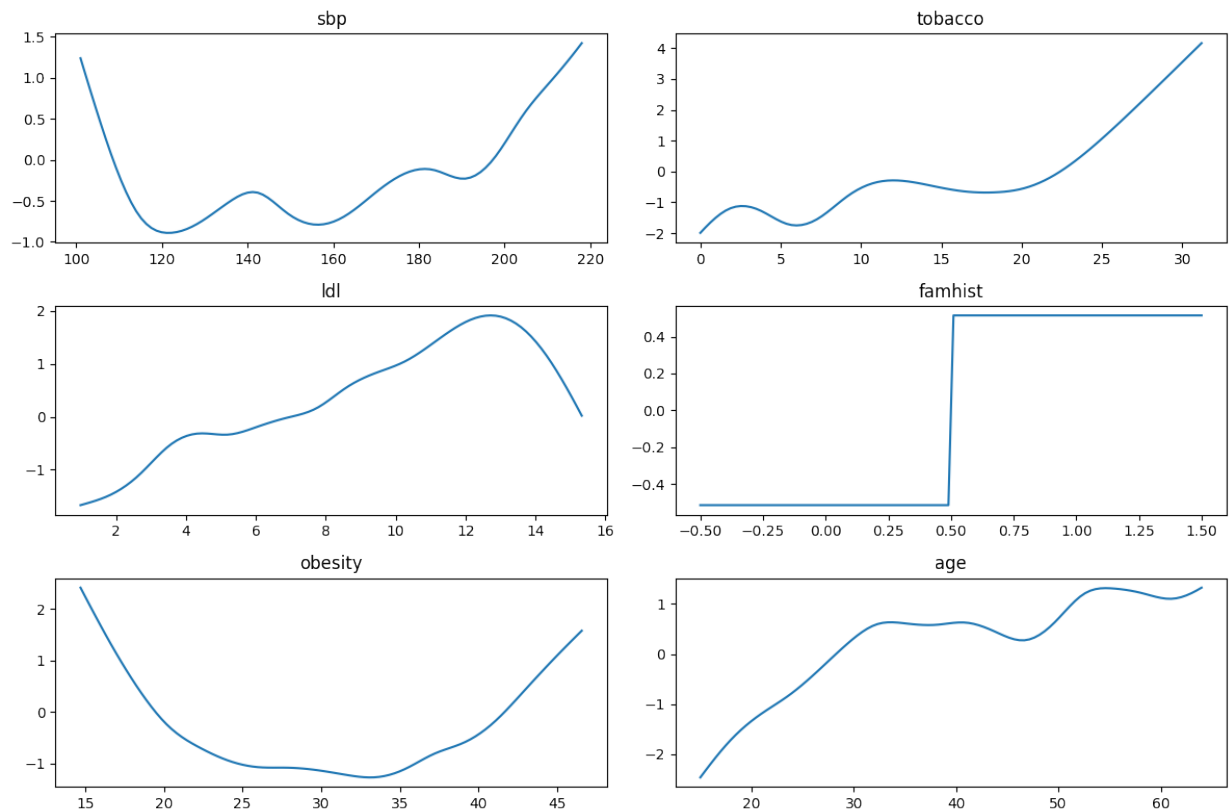 sbp
1.5
1.0
0.5
0.0
−0.5
−1.0
100 120 140 160 180 200 220
tobacco
4
3
2
1
0
−1
−2
0 5 10 15 20 25 30
ldl
2
1
0
−1
2 4 6 8 10 12 14 16
famhist
0.4
0.2
0.0
−0.2
−0.4
−0.50 −0.25 0.00 0.25 0.50 0.75 1.00 1.25 1.50
obesity
2
1
0
−1
15 20 25 30 35 40 45
age
1
0
−1
−2
20 30 40 50 60